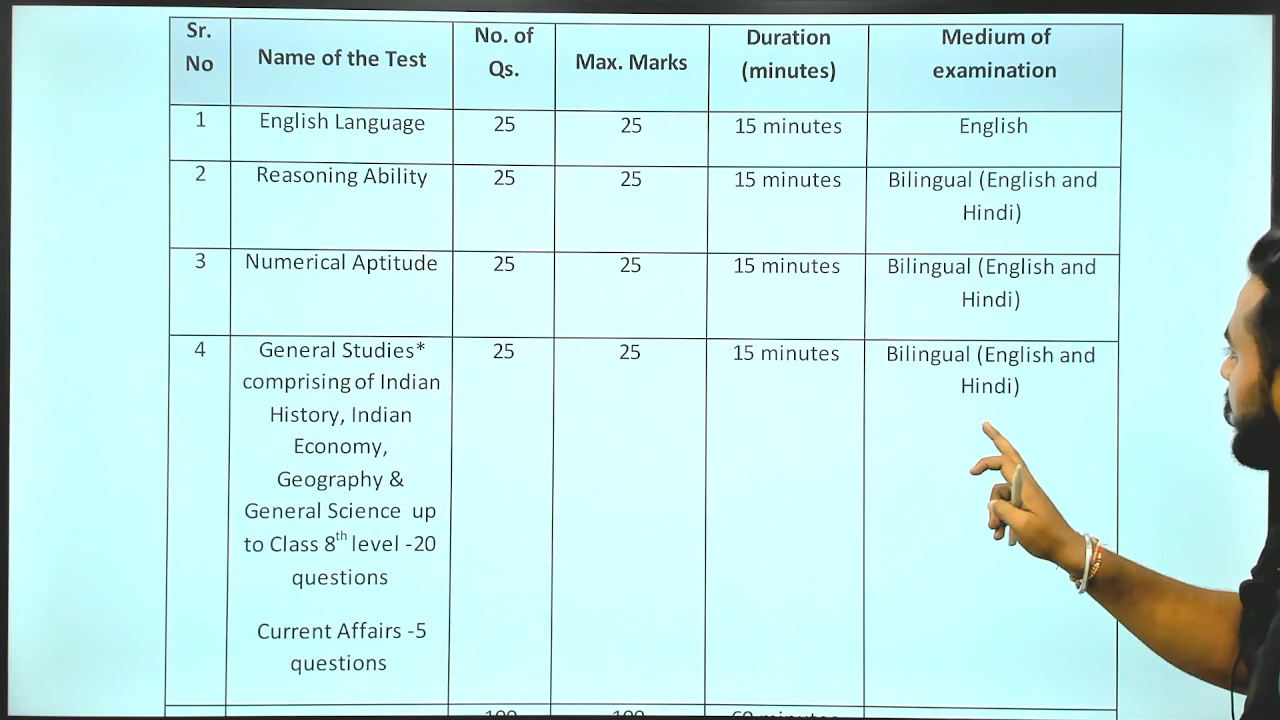 Sr. No
Name of the Test
No. of Qs.
Max. Marks
Duration (minutes)
Medium of examination
1
English Language
25
25
15 minutes
English
2
Reasoning Ability
25
25
15 minutes
Bilingual (English and
Hindi)
3
Numerical Aptitude
25
25
15 minutes
Bilingual (English and
Hindi)
4
General Studies*
comprising of Indian
History, Indian
Economy,
Geography &
General Science up
to Class 8th level -20
questions
Current Affairs -5
questions
25
25
15 minutes
Bilingual (English and
Hindi)
100
100
60 minutes